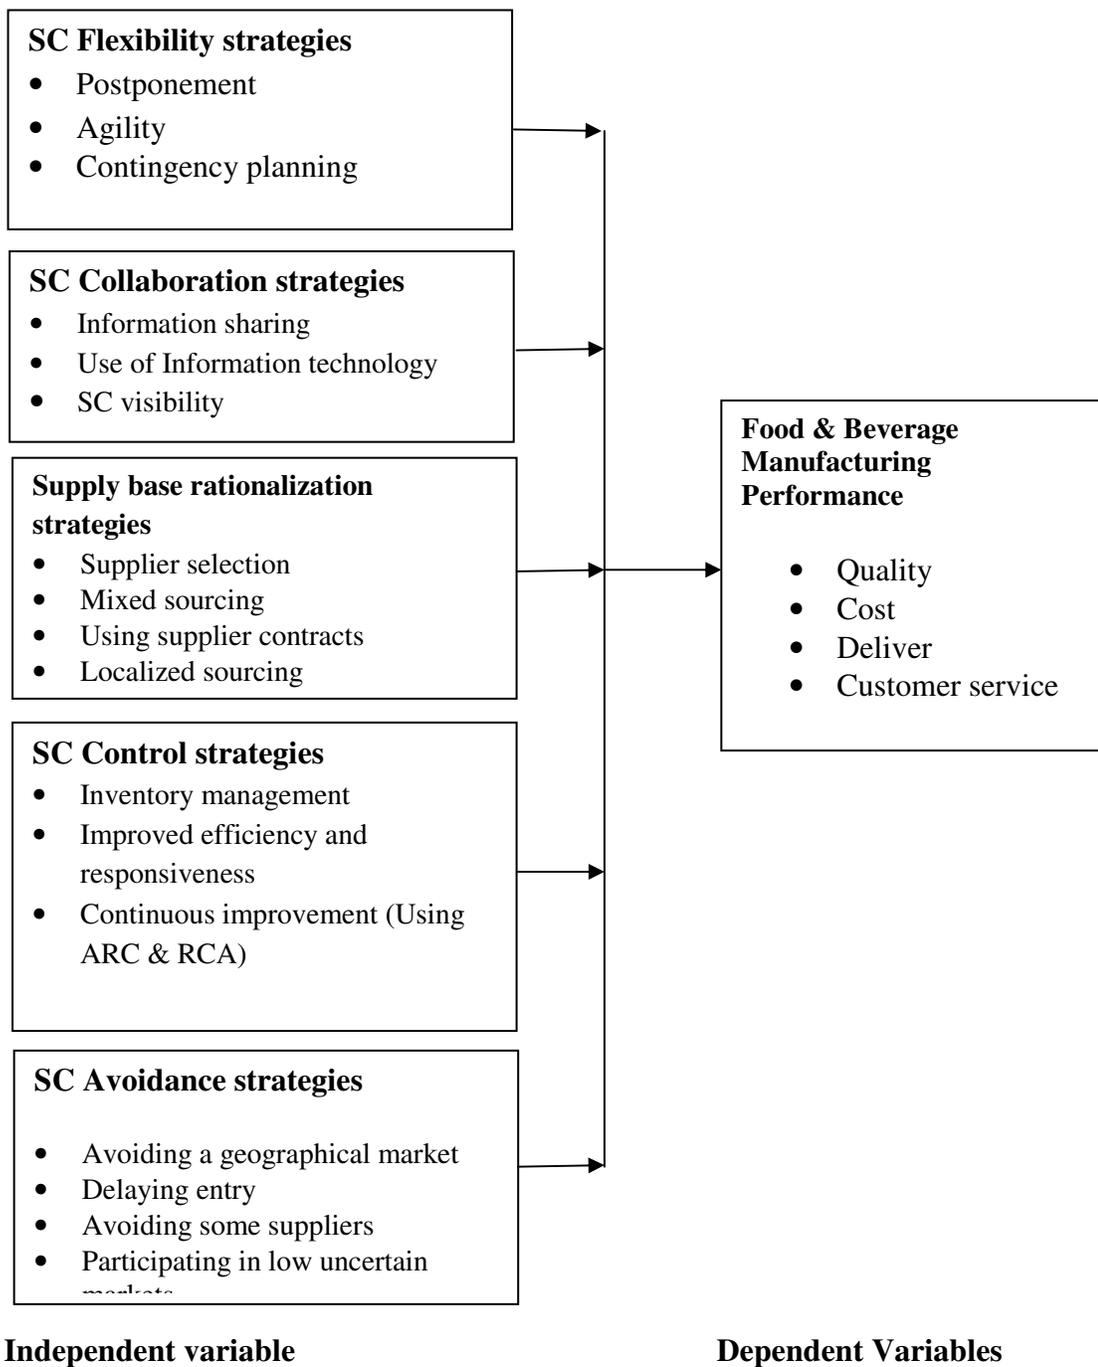 SC Flexibility strategies
• Postponement
• Agility
• Contingency planning
SC Collaboration strategies
• Information sharing
• Use of Information technology
• SC visibility
Supply base rationalization
strategies
• Supplier selection
• Mixed sourcing
• Using supplier contracts
• Localized sourcing
SC Control strategies
• Inventory management
• Improved efficiency and
responsiveness
• Continuous improvement (Using
ARC & RCA)
SC Avoidance strategies
• Avoiding a geographical market
• Delaying entry
• Avoiding some suppliers
• Participating in low uncertain
Food & Beverage
Manufacturing
Performance
• Quality
• Cost
• Deliver
• Customer service
Independent variable
Dependent Variables